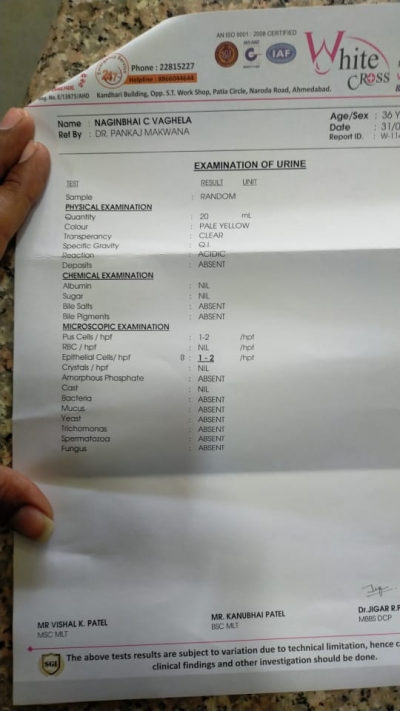 AN ISO 9001 : 2008 CERTIFIED
White
CROSS
IAF
24
Phone : 22815227
HelpLine : 9866084644
Reg. No. E/15875/AHD Kandhari Building, Opp. S.T. Work Shop, Patia Circle, Naroda Road, Ahmedabad.
Name : NAGINBHAI C VAGHELA
Age/Sex : 36 Y
Ref By : DR. PANKAJ MAKWANA
Date : 31/0
Report ID. : W-114
EXAMINATION OF URINE
TEST RESULT UNIT
Sample : RANDOM
PHYSICAL EXAMINATION
Quantity : 20 mL
Colour : PALE YELLOW
Transperancy : CLEAR
Specific Gravity : Q.I.
Reaction : ACIDIC
Deposits : ABSENT
CHEMICAL EXAMINATION
Albumin : NIL
Sugar : NIL
Bile Salts : ABSENT
Bile Pigments : ABSENT
MICROSCOPIC EXAMINATION
Pus Cells / hpf : 1-2 /hpf
RBC / hpf : NIL /hpf
Epithelial Cells/ hpf 0 : 1 - 2 /hpf
Crystals / hpf : NIL
Amorphous Phosphate : ABSENT
Cast : NIL
Bacteria : ABSENT
Mucus : ABSENT
Yeast : ABSENT
Trichomonas : ABSENT
Spermatozoa : ABSENT
Fungus : ABSENT
MR VISHAL K. PATEL
MSC MLT
MR. KANUBHAI PATEL
BSC MLT
Dr.JIGAR R.P
MBBS DCP
SGI
The above tests results are subject to variation due to technical limitation, hence c
clinical findings and other investigation should be done.